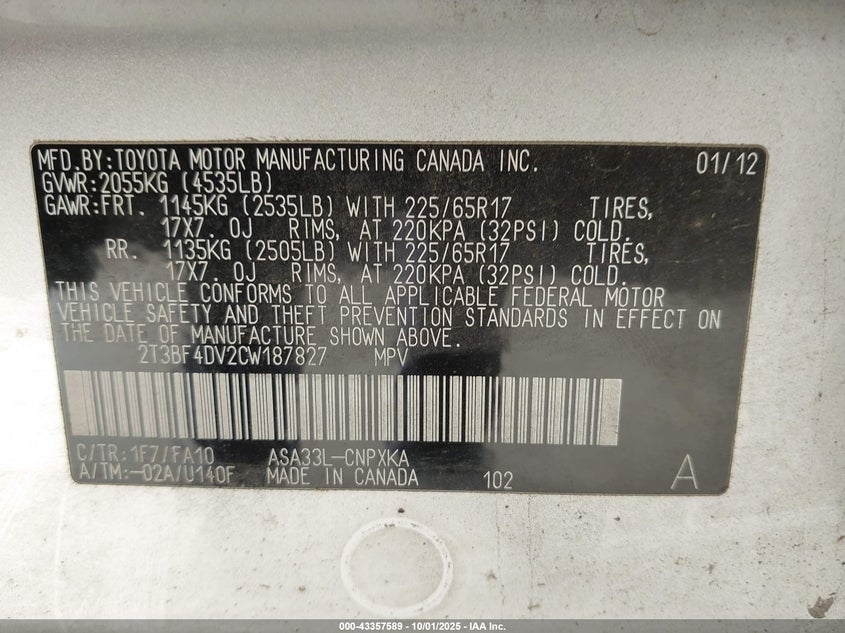 MFD.BY:TOYOTA MOTOR MANUFACTURING CANADA INC. 01/12
GVWR:2055KG (4535LB)
GAWR:FRT. 1145KG (2535LB) WITH 225/65R17 TIRES,
17X7.0J RIMS, AT 220KPA (32PSI) COLD.
RR. 1135KG (2505LB) WITH 225/65R17 TIRES,
17X7.0J RIMS, AT 220KPA (32PSI) COLD.
THIS VEHICLE CONFORMS TO ALL APPLICABLE FEDERAL MOTOR
VEHICLE SAFETY AND THEFT PREVENTION STANDARDS IN EFFECT ON
THE DATE OF MANUFACTURE SHOWN ABOVE.
2T3BF4DV2CW187827 MPV
C/TR:1F7/FA10 ASA33L-CNPXKA
A/TM:-02A/U140F MADE IN CANADA 102 A
000-43357589 - 10/01/2025 - IAA Inc.